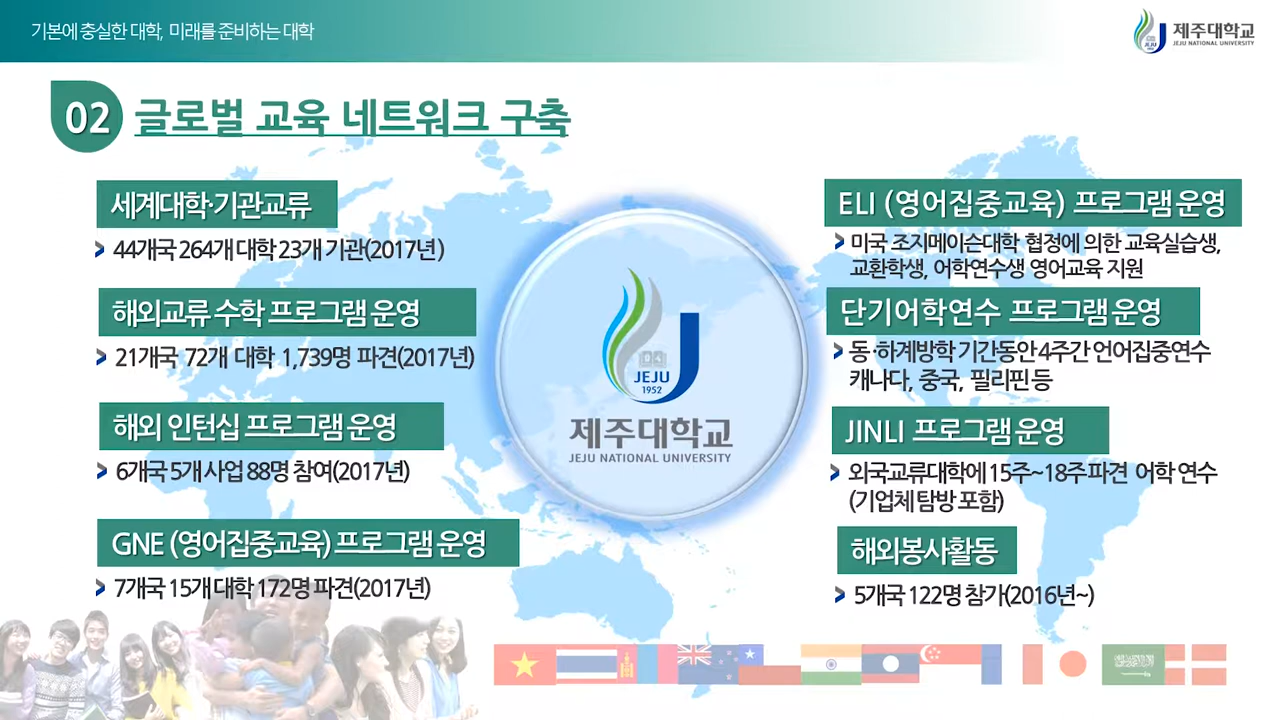 기본에 충실한 대학, 미래를 준비하는 대학
제주대학교
JEJU NATIONAL UNIVERSITY
02 글로벌 교육 네트워크 구축
세계대학·기관교류
44개국 264개 대학 23개 기관(2017년)
해외교류 수학 프로그램 운영
21개국 72개 대학 1,739명 파견(2017년)
해외 인턴십 프로그램 운영
6개국 5개 사업 88명 참여(2017년)
GNE (영어집중교육) 프로그램 운영
7개국 15개 대학 172명 파견(2017년)
JEJU
1952
제주대학교
JEJU NATIONAL UNIVERSITY
ELI (영어집중교육) 프로그램 운영
미국 조지메이슨대학 협정에 의한 교육실습생,
교환학생, 어학연수생 영어교육 지원
단기어학연수 프로그램 운영
동·하계방학 기간동안 4주간 언어집중연수
캐나다, 중국, 필리핀 등
JINLI 프로그램 운영
외국교류대학에 15주~18주 파견 어학 연수
(기업체 탐방 포함)
해외봉사활동
5개국 122명 참가(2016년~)